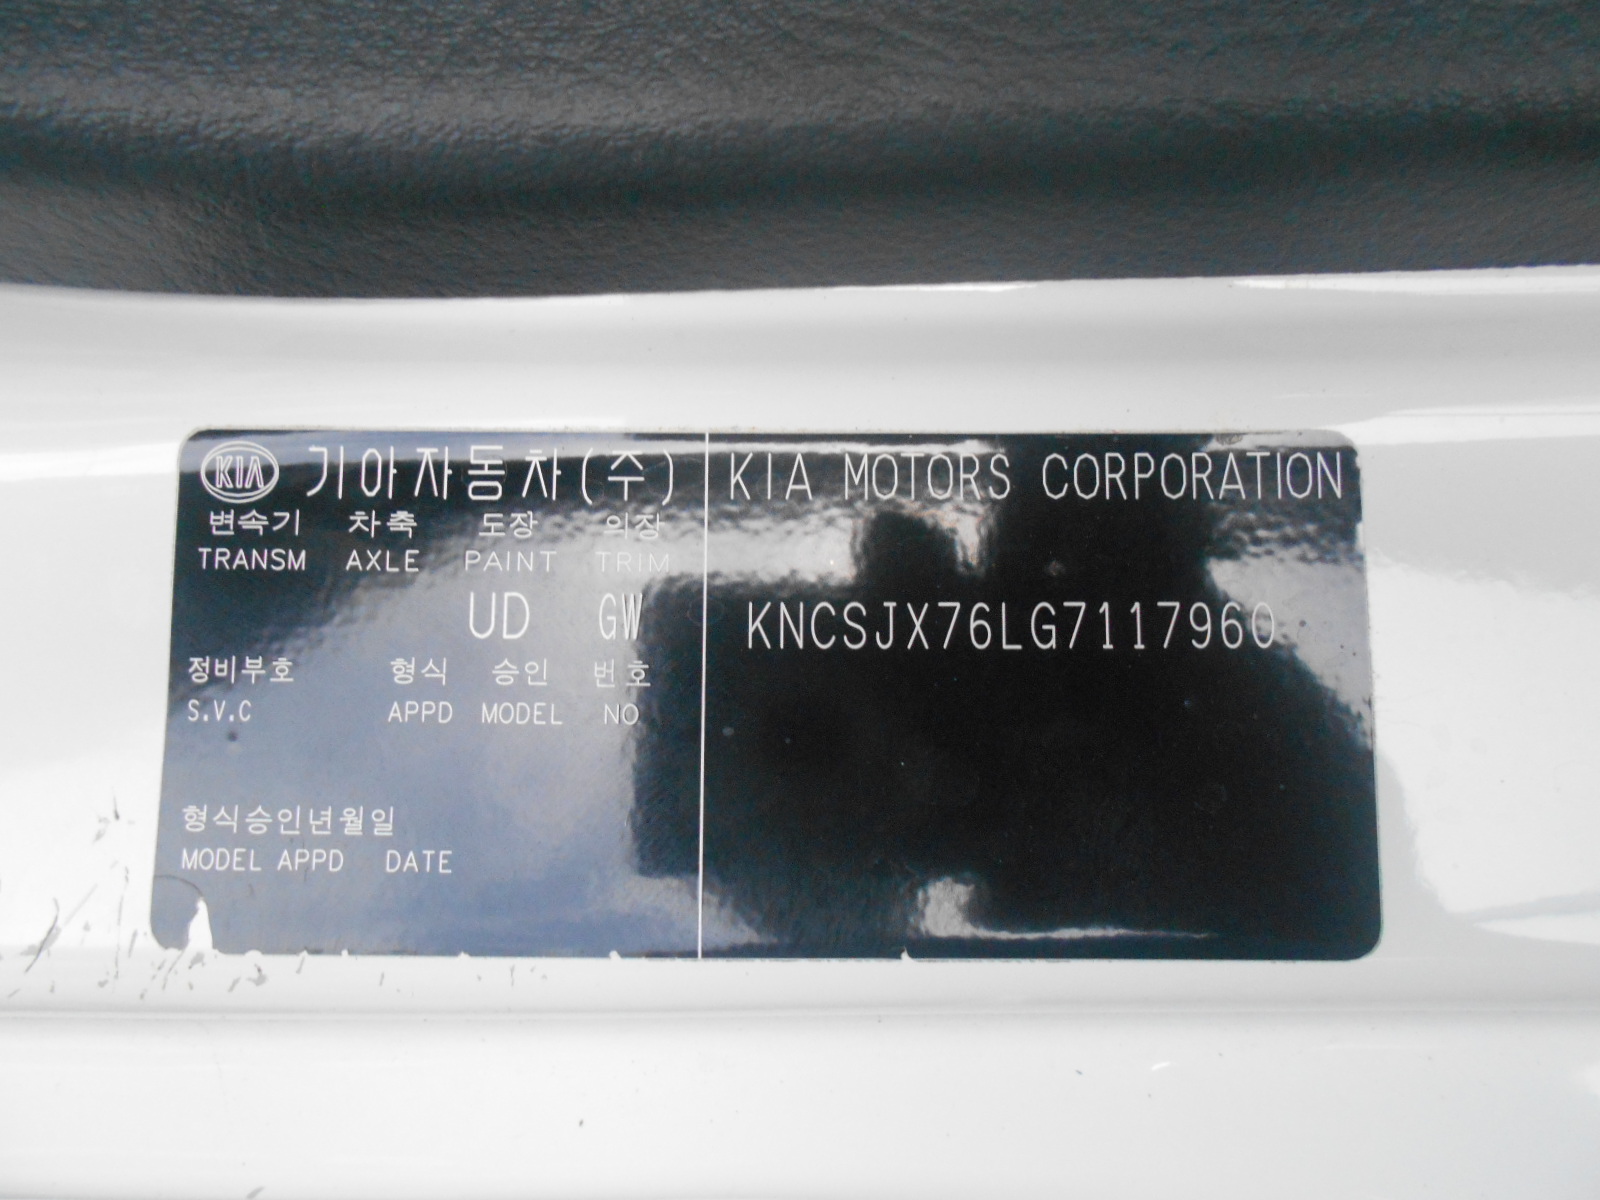 KIA 기아자동차(주) KIA MOTORS CORPORATION
변속기 차축 도장 의장
TRANSM AXLE PAINT TRIM
UD GW KNCSJX76LG7117960
정비부호 형식 승인 번호
S.V.C APPD MODEL NO
형식승인년월일
MODEL APPD DATE